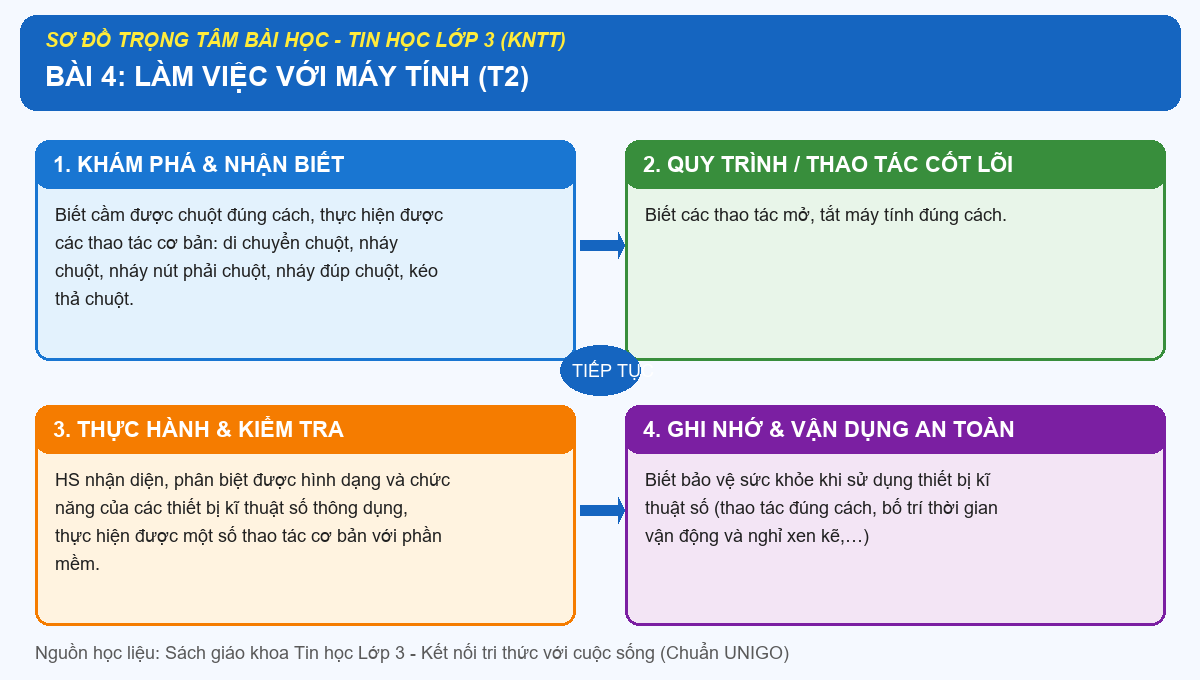 SƠ ĐỒ TRỌNG TÂM BÀI HỌC - TIN HỌC LỚP 3 (KNTT)
BÀI 4: LÀM VIỆC VỚI MÁY TÍNH (T2)
1. KHÁM PHÁ & NHẬN BIẾT
Biết cầm được chuột đúng cách, thực hiện được
các thao tác cơ bản: di chuyển chuột, nháy
chuột, nháy nút phải chuột, nháy đúp chuột, kéo
thả chuột.
2. QUY TRÌNH / THAO TÁC CỐT LÕI
Biết các thao tác mở, tắt máy tính đúng cách.
TIẾP TỤC
3. THỰC HÀNH & KIỂM TRA
HS nhận diện, phân biệt được hình dạng và chức
năng của các thiết bị kĩ thuật số thông dụng,
thực hiện được một số thao tác cơ bản với phần
mềm.
4. GHI NHỚ & VẬN DỤNG AN TOÀN
Biết bảo vệ sức khỏe khi sử dụng thiết bị kĩ
thuật số (thao tác đúng cách, bố trí thời gian
vận động và nghỉ xen kẽ,...)
Nguồn học liệu: Sách giáo khoa Tin học Lớp 3 - Kết nối tri thức với cuộc sống (Chuẩn UNIGO)